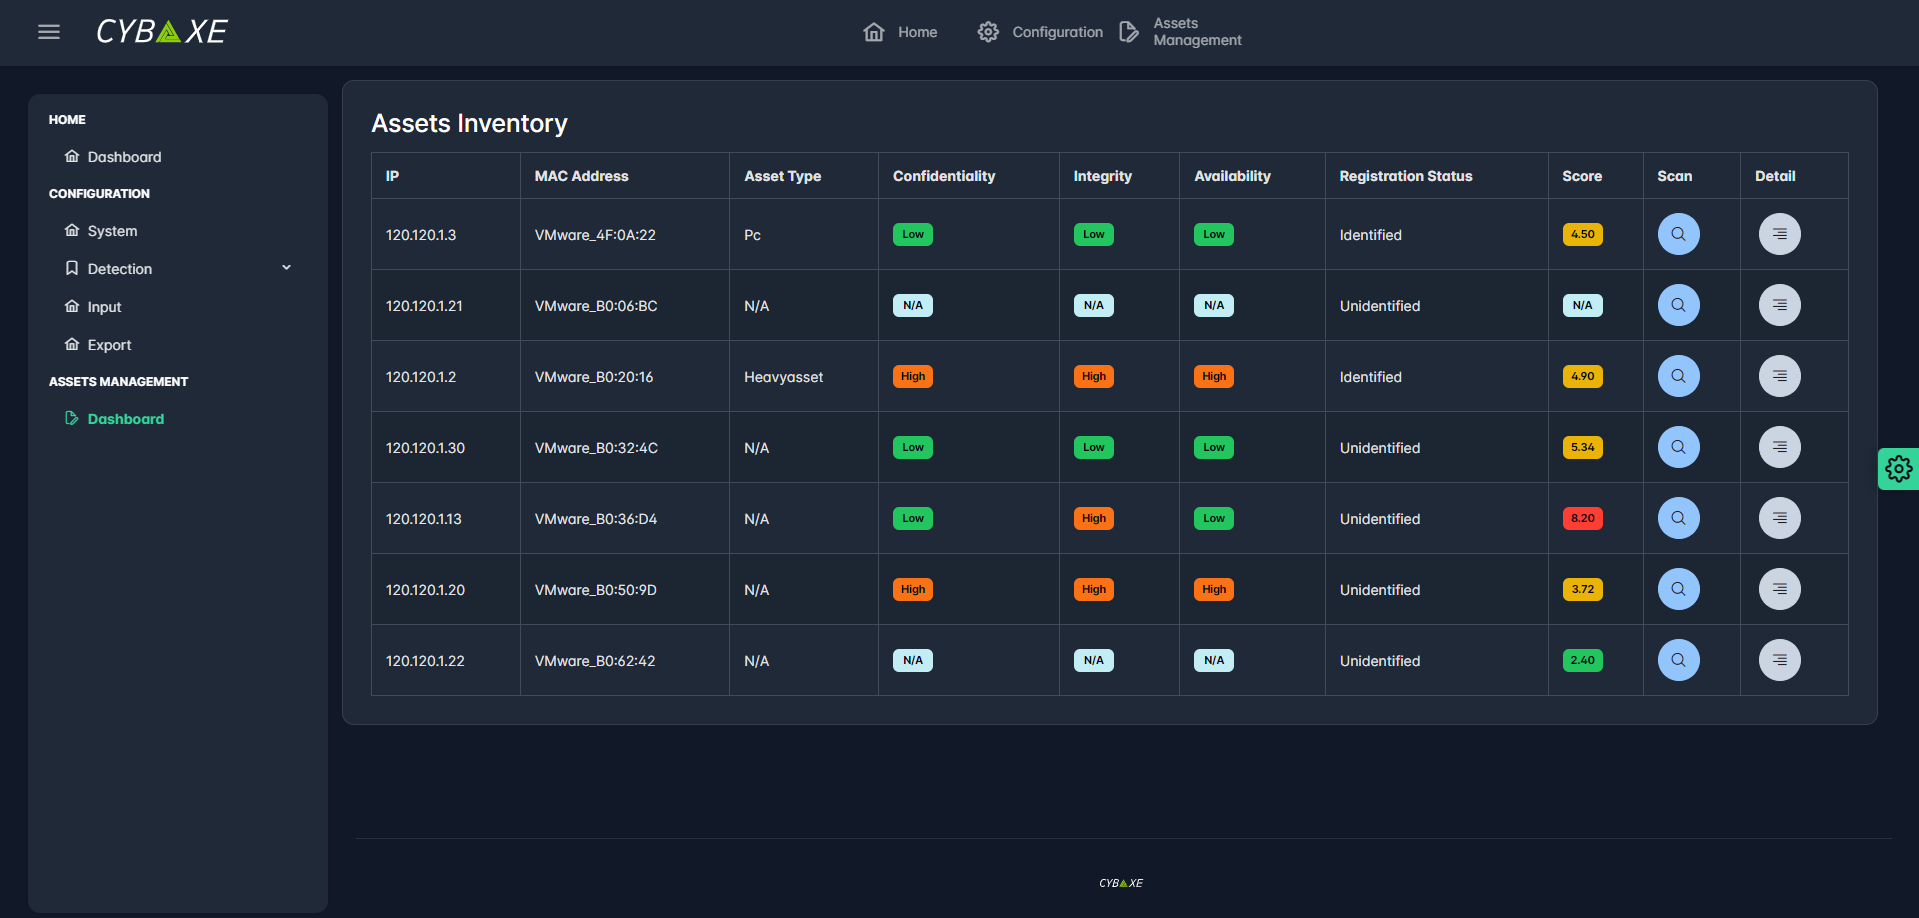 CYBAXE
Home
Configuration
Assets
Management
HOME
Dashboard
CONFIGURATION
System
Detection
Input
Export
ASSETS MANAGEMENT
Dashboard
Assets Inventory
IP MAC Address Asset Type Confidentiality Integrity Availability Registration Status Score Scan Detail
120.120.1.3 VMware_4F:0A:22 Pc Low Low Low Identified 4.50
120.120.1.21 VMware_B0:06:BC N/A N/A N/A N/A Unidentified N/A
120.120.1.2 VMware_B0:20:16 Heavyasset High High High Identified 4.90
120.120.1.30 VMware_B0:32:4C N/A Low Low Low Unidentified 5.34
120.120.1.13 VMware_B0:36:D4 N/A Low High Low Unidentified 8.20
120.120.1.20 VMware_B0:50:9D N/A High High High Unidentified 3.72
120.120.1.22 VMware_B0:62:42 N/A N/A N/A N/A Unidentified 2.40
CYBAXE